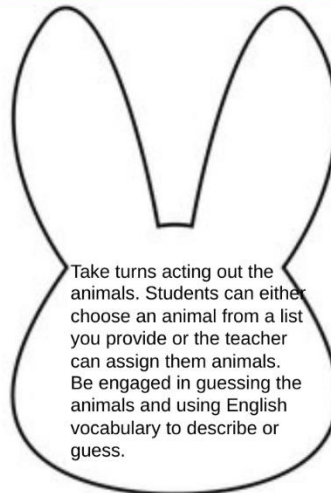 Take turns acting out the
animals. Students can either
choose an animal from a list
you provide or the teacher
can assign them animals.
Be engaged in guessing the
animals and using English
vocabulary to describe or
guess.